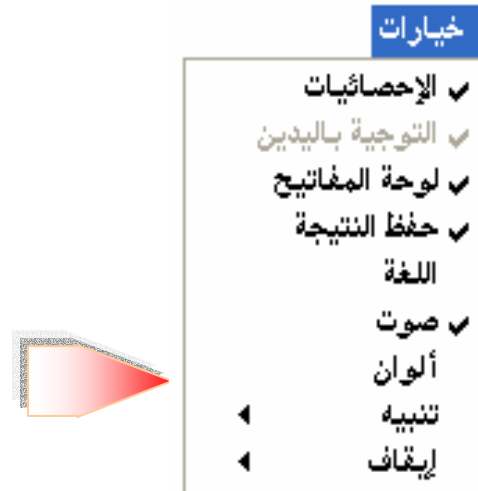 خيارات
الإحصائيات
التوجية باليدين
لوحة المفاتيح
حفظ النتيجة
اللغة
صوت
ألوان
تنبيه
إيقاف